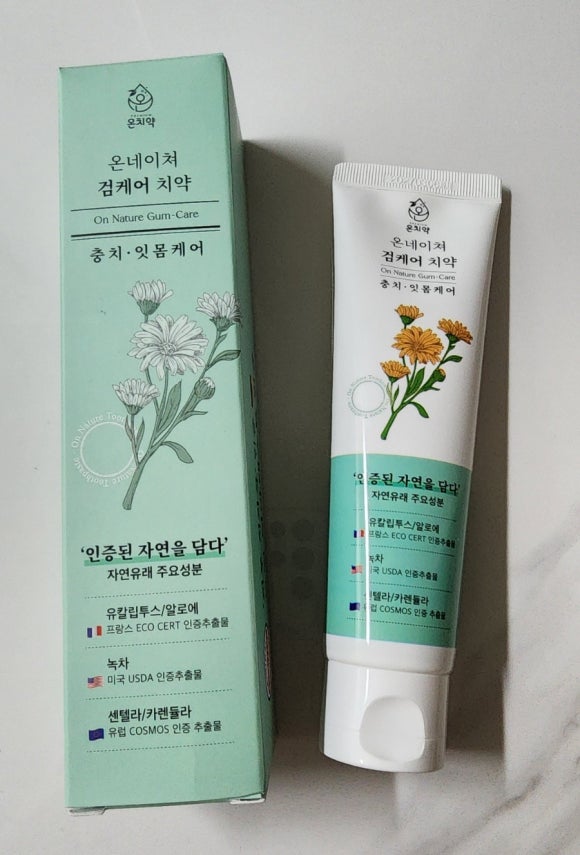 PREMIUM
온치약
온네이쳐
검케어 치약
On Nature Gum-Care
충치·잇몸케어
On Nature Toothpaste
'인증된 자연을 담다'
자연유래 주요성분
유칼립투스/알로에
프랑스 ECO CERT 인증추출물
녹차
미국 USDA 인증추출물
센텔라/카렌듈라
유럽 COSMOS 인증 추출물
온치약
온네이쳐
검케어 치약
On Nature Gum-Care
충치·잇몸케어
'인증된 자연을 담다'
자연유래 주요성분
유칼립투스/알로에
프랑스 ECO CERT 인증추출물
녹차
미국 USDA 인증추출물
센텔라/카렌듈라
유럽 COSMOS 인증추출물